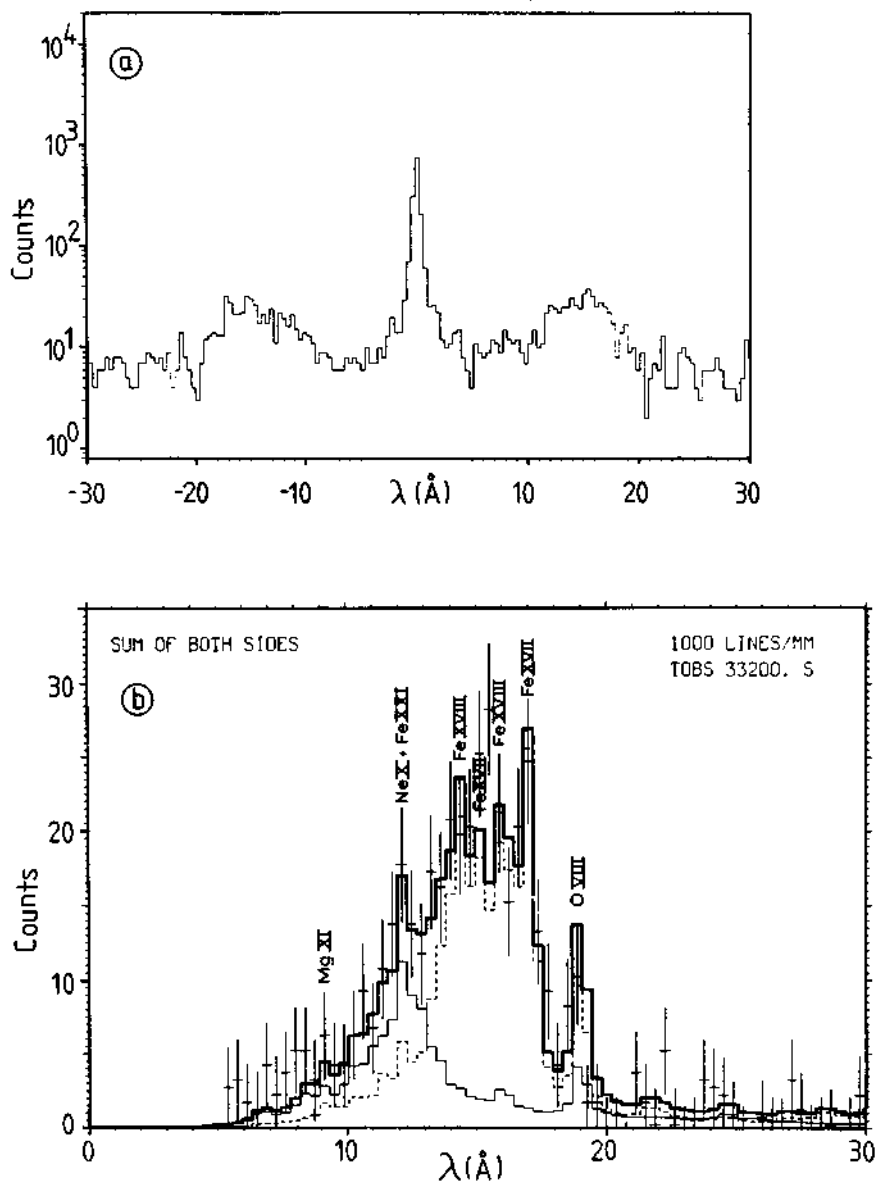 10⁴
ⓐ
10³
Counts
10²
10¹
10⁰
-30 -20 -10 λ(Å) 10 20 30
SUM OF BOTH SIDES
1000 LINES/MM
TOBS 33200. S
ⓑ
30
20
10
0
Counts
Mg XI
Ne X + Fe XXI
Fe XVIII
Fe XVII
Fe XVIII
Fe XVII
O VIII
0 10 20 30
λ(Å)